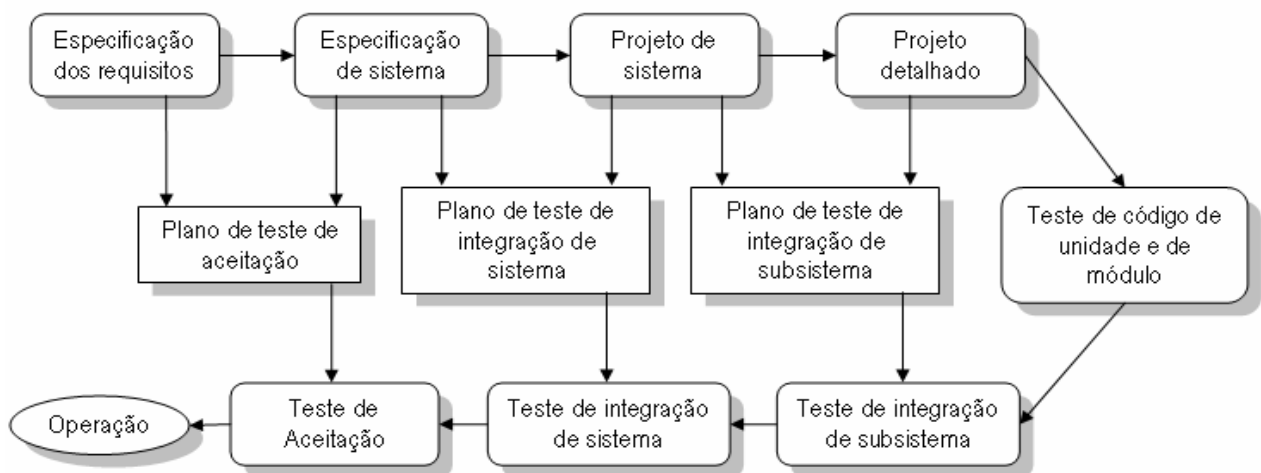 Especificação
dos requisitos
Especificação
de sistema
Projeto de
sistema
Projeto
detalhado
Plano de teste de
aceitação
Plano de teste de
integração de
sistema
Plano de teste de
integração de
subsistema
Teste de código de
unidade e de
módulo
Operação
Teste de
Aceitação
Teste de integração
de sistema
Teste de integração
de subsistema